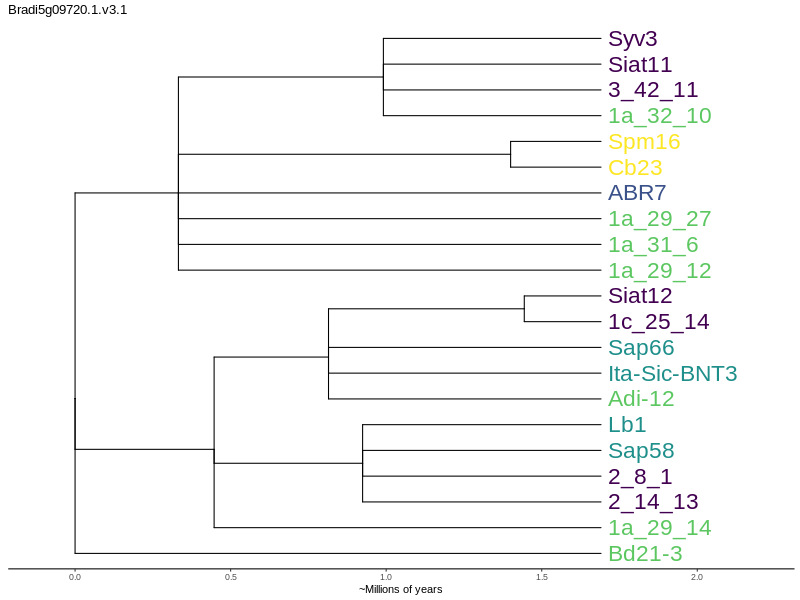 Bradi5g09720.1.v3.1
Syv3
Siat11
3_42_11
1a_32_10
Spm16
Cb23
ABR7
1a_29_27
1a_31_6
1a_29_12
Siat12
1c_25_14
Sap66
Ita-Sic-BNT3
Adi-12
Lb1
Sap58
2_8_1
2_14_13
1a_29_14
Bd21-3
0.0 0.5 1.0 1.5 2.0
~Millions of years